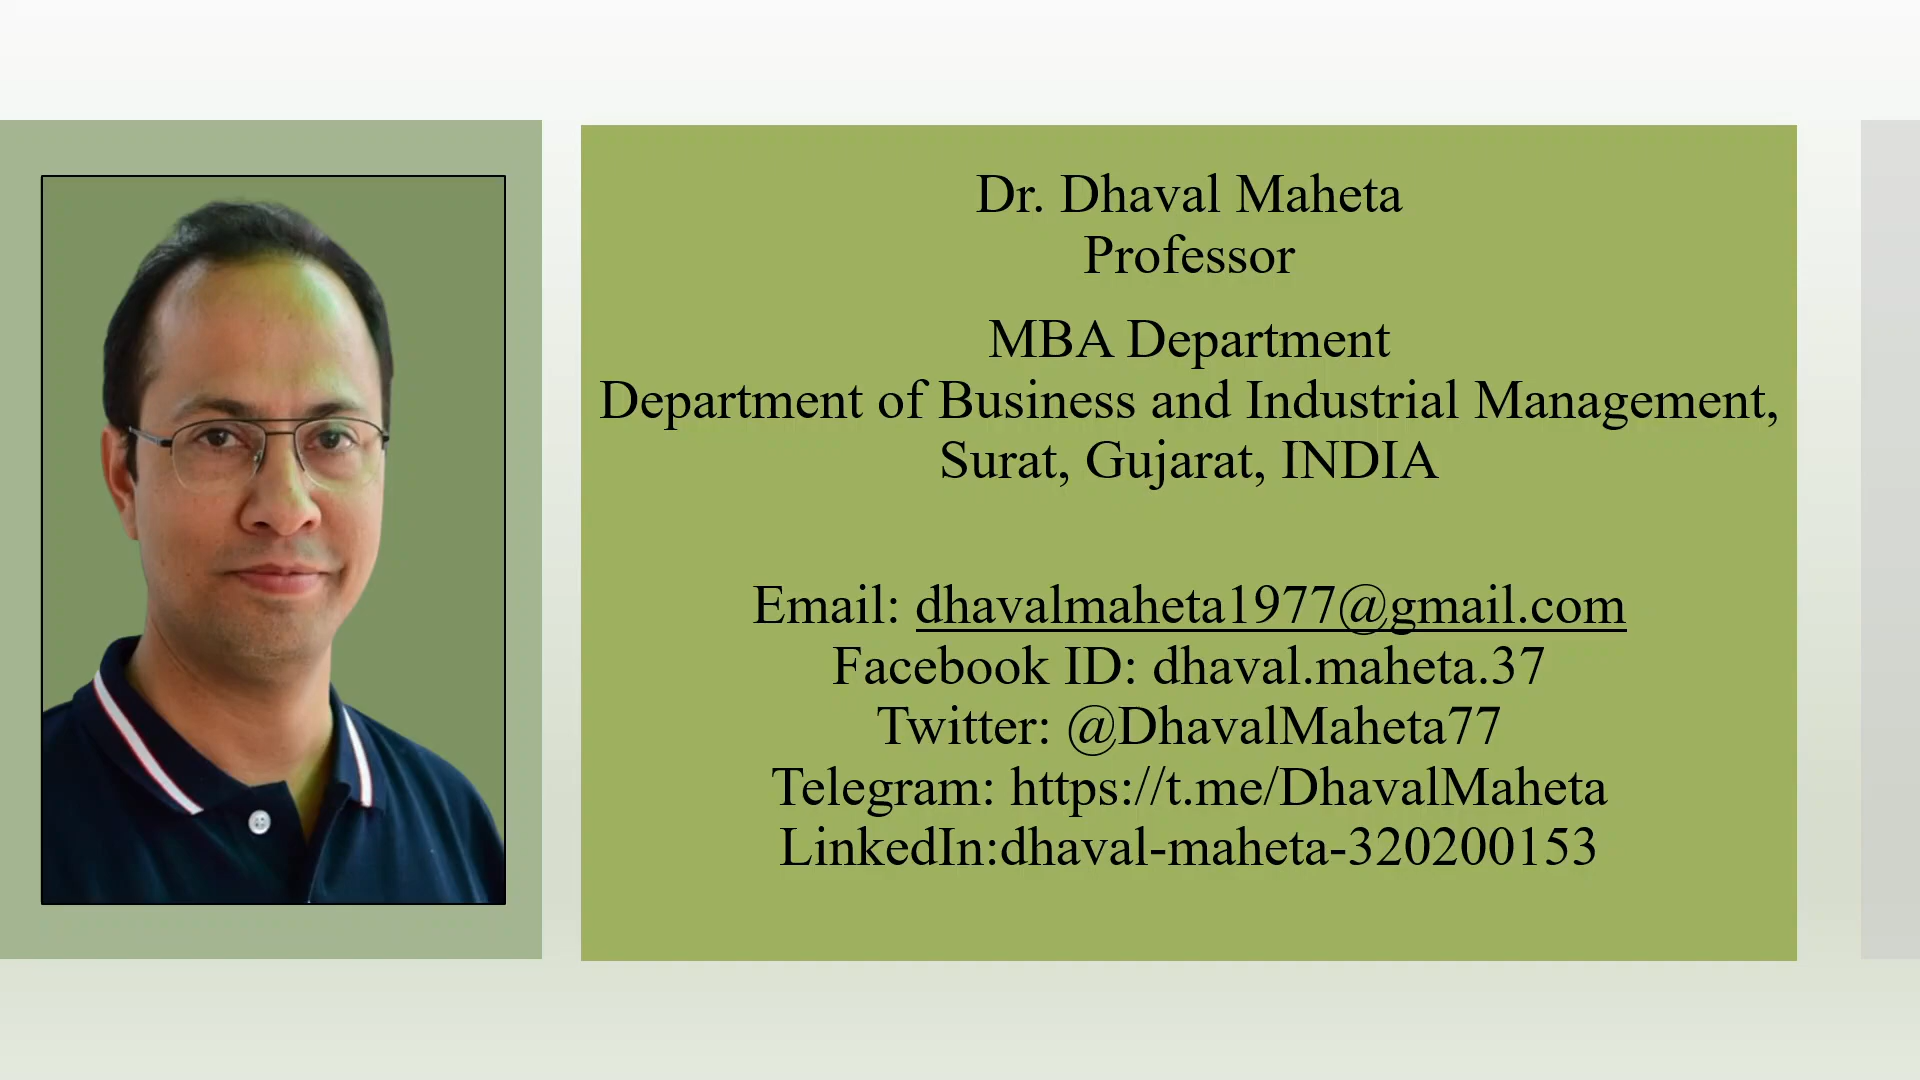 Dr. Dhaval Maheta
Professor
MBA Department
Department of Business and Industrial Management,
Surat, Gujarat, INDIA
Email: dhavalmaheta1977@gmail.com
Facebook ID: dhaval.maheta.37
Twitter: @DhavalMaheta77
Telegram: https://t.me/DhavalMaheta
LinkedIn:dhaval-maheta-320200153